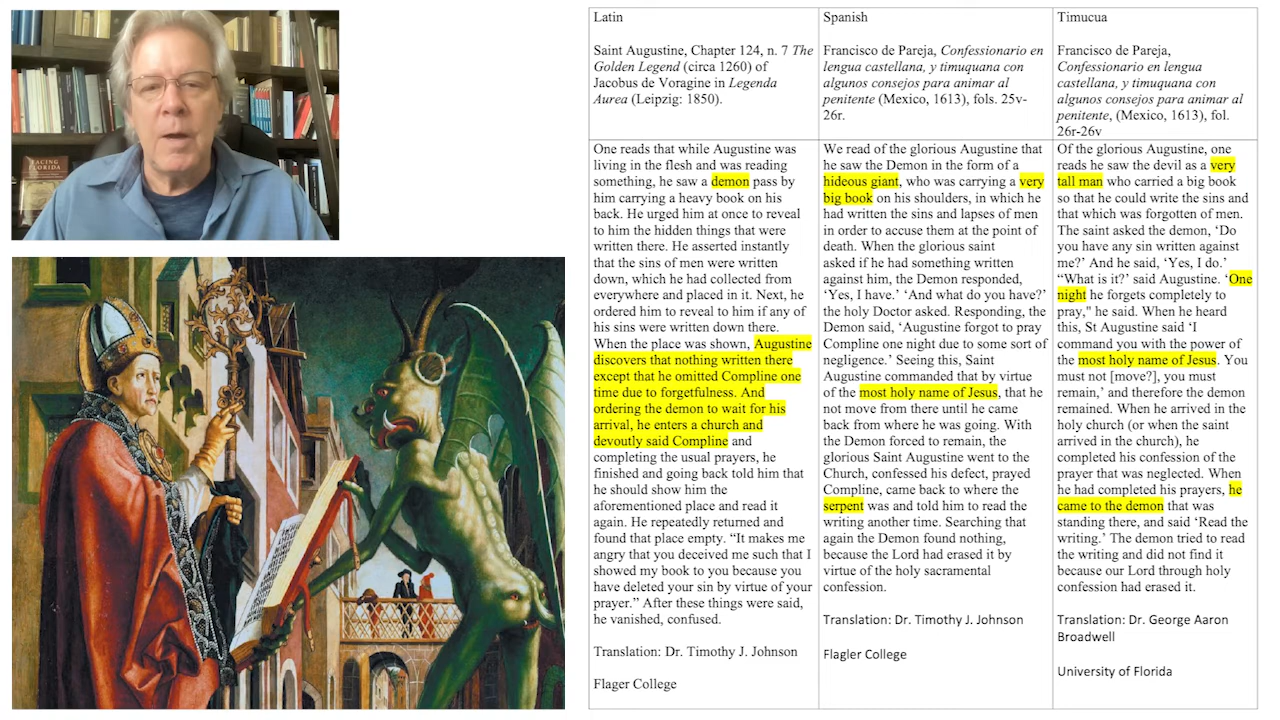 FACING
FLORIDA
Latin
Saint Augustine, Chapter 124, n. 7 The
Golden Legend (circa 1260) of
Jacobus de Voragine in Legenda
Aurea (Leipzig: 1850).
Spanish
Francisco de Pareja, Confessionario en
lengua castellana, y timuquana con
algunos consejos para animar al
penitente (Mexico, 1613), fols. 25v-
26r.
Timucua
Francisco de Pareja,
Confessionario en lengua
castellana, y timuquana con
algunos consejos para animar al
penitente, (Mexico, 1613), fol.
26r-26v
One reads that while Augustine was
living in the flesh and was reading
something, he saw a demon pass by
him carrying a heavy book on his
back. He urged him at once to reveal
to him the hidden things that were
written there. He asserted instantly
that the sins of men were written
down, which he had collected from
everywhere and placed in it. Next, he
ordered him to reveal to him if any of
his sins were written down there.
When the place was shown, Augustine
discovers that nothing written there
except that he omitted Compline one
time due to forgetfulness. And
ordering the demon to wait for his
arrival, he enters a church and
devoutly said Compline and
completing the usual prayers, he
finished and going back told him that
he should show him the
aforementioned place and read it
again. He repeatedly returned and
found that place empty. “It makes me
angry that you deceived me such that I
showed my book to you because you
have deleted your sin by virtue of your
prayer.” After these things were said,
he vanished, confused.
Translation: Dr. Timothy J. Johnson
Flager College
We read of the glorious Augustine that
he saw the Demon in the form of a
hideous giant, who was carrying a very
big book on his shoulders, in which he
had written the sins and lapses of men
in order to accuse them at the point of
death. When the glorious saint
asked if he had something written
against him, the Demon responded,
‘Yes, I have.’ ‘And what do you have?’
the holy Doctor asked. Responding, the
Demon said, ‘Augustine forgot to pray
Compline one night due to some sort of
negligence.’ Seeing this, Saint
Augustine commanded that by virtue
of the most holy name of Jesus, that he
not move from there until he came
back from where he was going. With
the Demon forced to remain, the
glorious Saint Augustine went to the
Church, confessed his defect, prayed
Compline, came back to where the
serpent was and told him to read the
writing another time. Searching that
again the Demon found nothing,
because the Lord had erased it by
virtue of the holy sacramental
confession.
Translation: Dr. Timothy J. Johnson
Flagler College
Of the glorious Augustine, one
reads he saw the devil as a very
tall man who carried a big book
so that he could write the sins and
that which was forgotten of men.
The saint asked the demon, ‘Do
you have any sin written against
me?’ And he said, ‘Yes, I do.’
“What is it?’ said Augustine. ‘One
night he forgets completely to
pray," he said. When he heard
this, St Augustine said ‘I
command you with the power of
the most holy name of Jesus. You
must not [move?], you must
remain,’ and therefore the demon
remained. When he arrived in the
holy church (or when the saint
arrived in the church), he
completed his confession of the
prayer that was neglected. When
he had completed his prayers, he
came to the demon that was
standing there, and said ‘Read the
writing.’ The demon tried to read
the writing and did not find it
because our Lord through holy
confession had erased it.
Translation: Dr. George Aaron
Broadwell
University of Florida